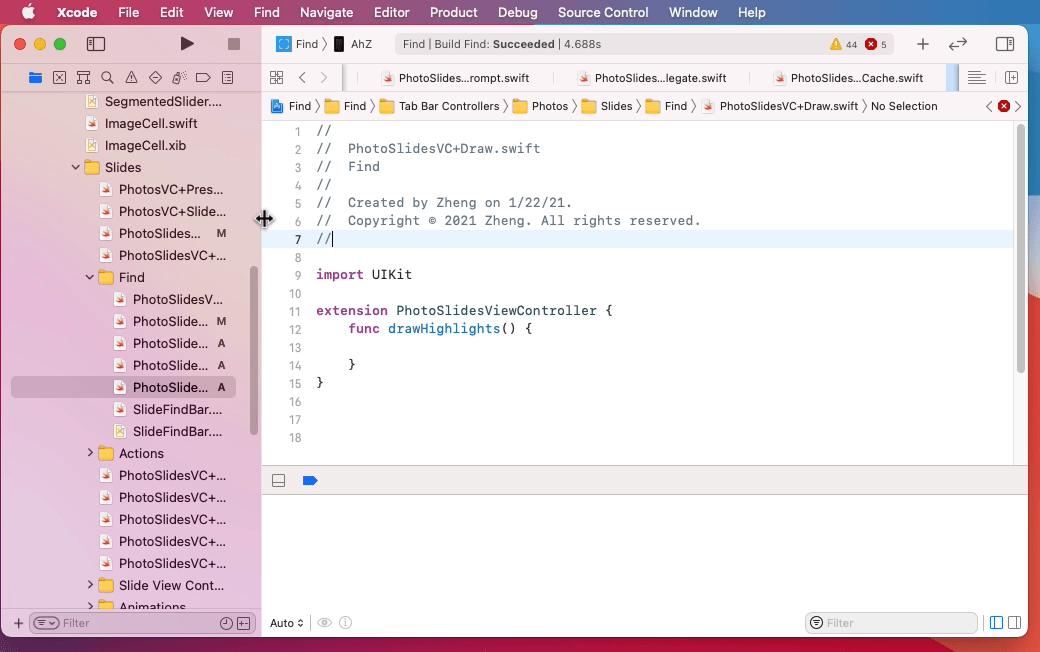 Xcode File Edit View Find Navigate Editor Product Debug Source Control Window Help
Find 〉 AhZ
Find | Build Find: Succeeded | 4.688s
44 5
PhotoSlides...rompt.swift
PhotoSlides...legate.swift
PhotoSlides...Cache.swift
Find 〉 Find 〉 Tab Bar Controllers 〉 Photos 〉 Slides 〉 Find 〉 PhotoSlidesVC+Draw.swift 〉 No Selection
SegmentedSlider....
ImageCell.swift
ImageCell.xib
Slides
PhotosVC+Pres...
PhotosVC+Slide...
PhotoSlides... M
PhotoSlidesVC+...
Find
PhotoSlidesV...
PhotoSlide... M
PhotoSlide... A
PhotoSlide... A
PhotoSlide... A
SlideFindBar....
SlideFindBar....
Actions
PhotoSlidesVC+...
PhotoSlidesVC+...
PhotoSlidesVC+...
PhotoSlidesVC+...
PhotoSlidesVC+...
Slide View Cont...
Animations
Filter
1 //
2 // PhotoSlidesVC+Draw.swift
3 // Find
4 //
5 // Created by Zheng on 1/22/21.
6 // Copyright © 2021 Zheng. All rights reserved.
7 //
8
9 import UIKit
10
11 extension PhotoSlidesViewController {
12 func drawHighlights() {
13
14 }
15 }
16
17
18
Auto
Filter